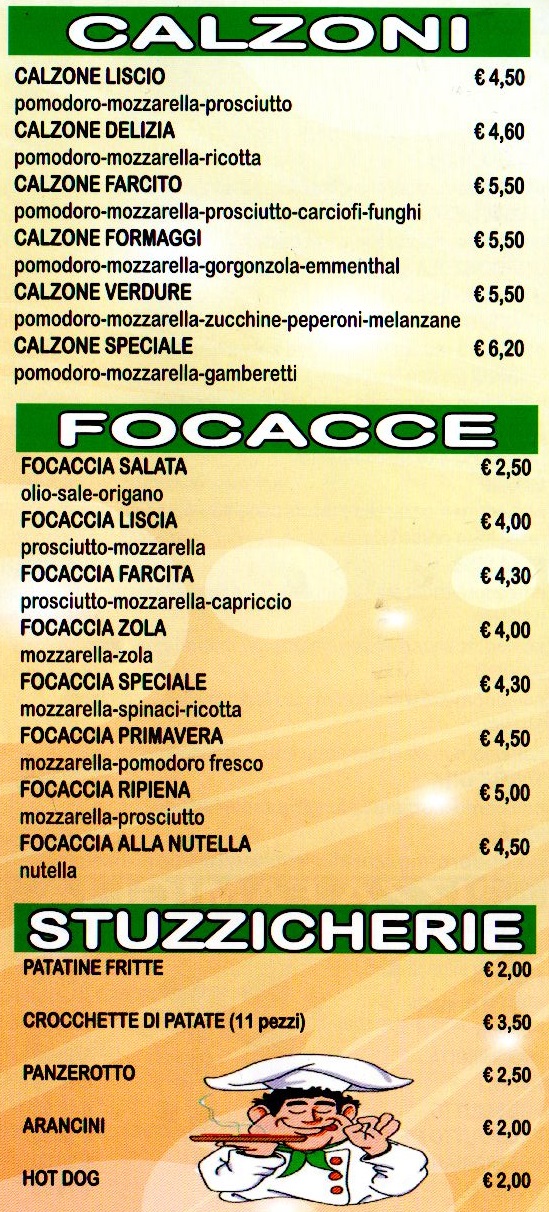 CALZONI
CALZONE LISCIO € 4,50
pomodoro-mozzarella-prosciutto
CALZONE DELIZIA € 4,60
pomodoro-mozzarella-ricotta
CALZONE FARCITO € 5,50
pomodoro-mozzarella-prosciutto-carciofi-funghi
CALZONE FORMAGGI € 5,50
pomodoro-mozzarella-gorgonzola-emmenthal
CALZONE VERDURE € 5,50
pomodoro-mozzarella-zucchine-peperoni-melanzane
CALZONE SPECIALE € 6,20
pomodoro-mozzarella-gamberetti
FOCACCE
FOCACCIA SALATA € 2,50
olio-sale-origano
FOCACCIA LISCIA € 4,00
prosciutto-mozzarella
FOCACCIA FARCITA € 4,30
prosciutto-mozzarella-capriccio
FOCACCIA ZOLA € 4,00
mozzarella-zola
FOCACCIA SPECIALE € 4,30
mozzarella-spinaci-ricotta
FOCACCIA PRIMAVERA € 4,50
mozzarella-pomodoro fresco
FOCACCIA RIPIENA € 5,00
mozzarella-prosciutto
FOCACCIA ALLA NUTELLA € 4,50
nutella
STUZZICHERIE
PATATINE FRITTE € 2,00
CROCCHETTE DI PATATE (11 pezzi) € 3,50
PANZEROTTO € 2,50
ARANCINI € 2,00
HOT DOG € 2,00